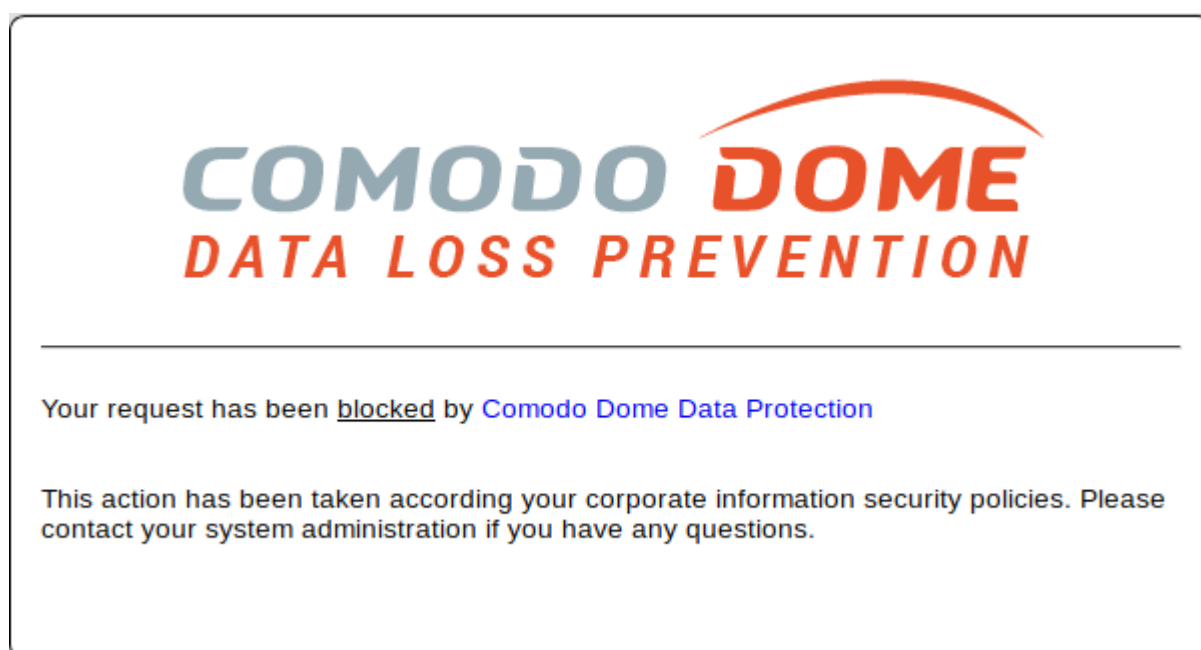 COMODO DOME
DATA LOSS PREVENTION
Your request has been blocked by Comodo Dome Data Protection
This action has been taken according your corporate information security policies. Please
contact your system administration if you have any questions.